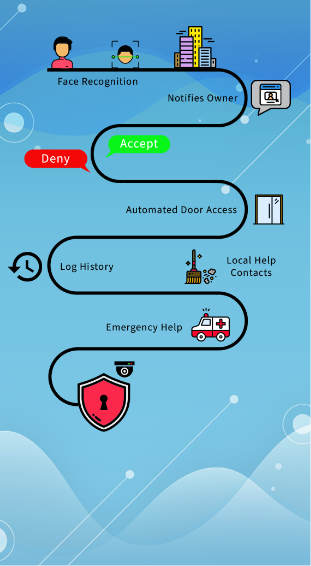 Face Recognition
Notifies Owner
Accept
Deny
Automated Door Access
Log History
Local Help
Contacts
Emergency Help